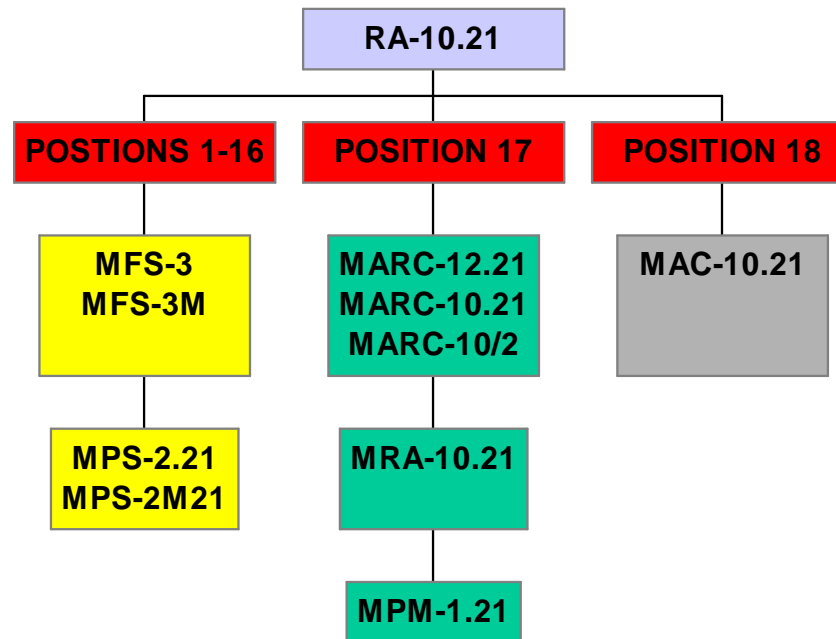 RA-10.21
POSTIONS 1-16
POSITION 17
POSITION 18
MFS-3
MFS-3M
MARC-12.21
MARC-10.21
MARC-10/2
MAC-10.21
MPS-2.21
MPS-2M21
MRA-10.21
MPM-1.21